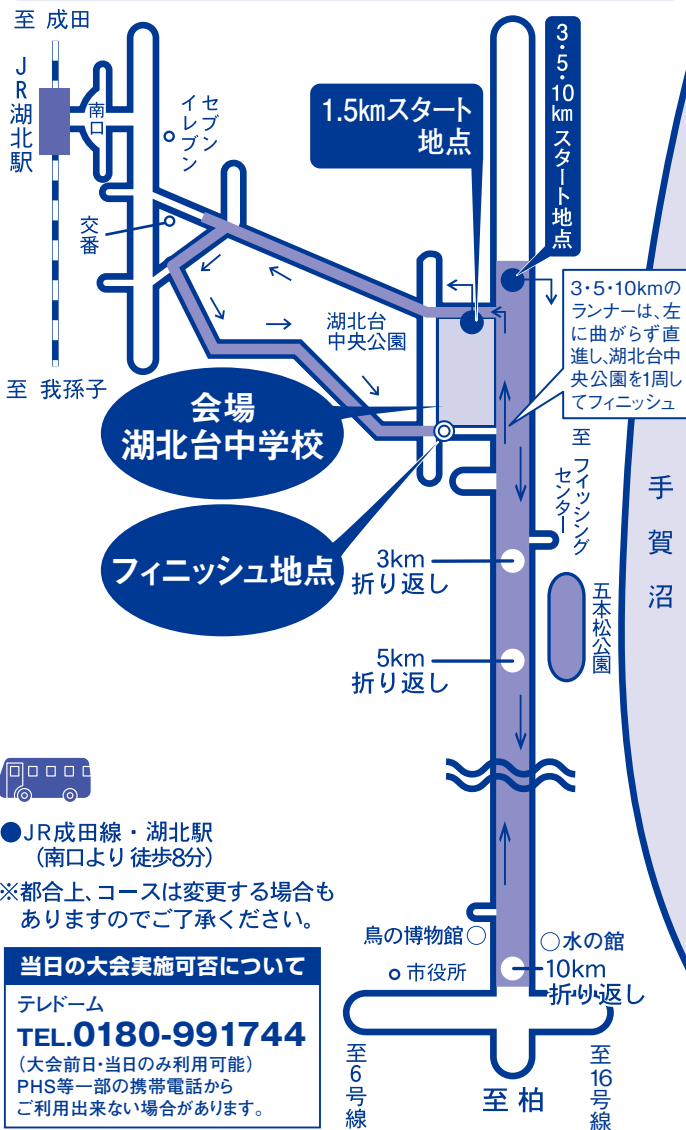 至 成田
JR湖北駅
南口
セブン
イレブン
交番
至 我孫子
1.5kmスタート
地点
3・5・10kmスタート地点
湖北台
中央公園
3・5・10kmの
ランナーは、左
に曲がらず直
進し、湖北台中
央公園を1周し
てフィニッシュ
会場
湖北台中学校
フィニッシュ地点
至 フィッシング
センター
手賀沼
3km
折り返し
五本松公園
5km
折り返し
●JR成田線・湖北駅
(南口より 徒歩8分)
※都合上、コースは変更する場合も
ありますのでご了承ください。
鳥の博物館
水の館
市役所
10km
折り返し
当日の大会実施可否について
テレドーム
TEL.0180-991744
(大会前日・当日のみ利用可能)
PHS等一部の携帯電話から
ご利用出来ない場合があります。
至6号線
至 柏
至16号線